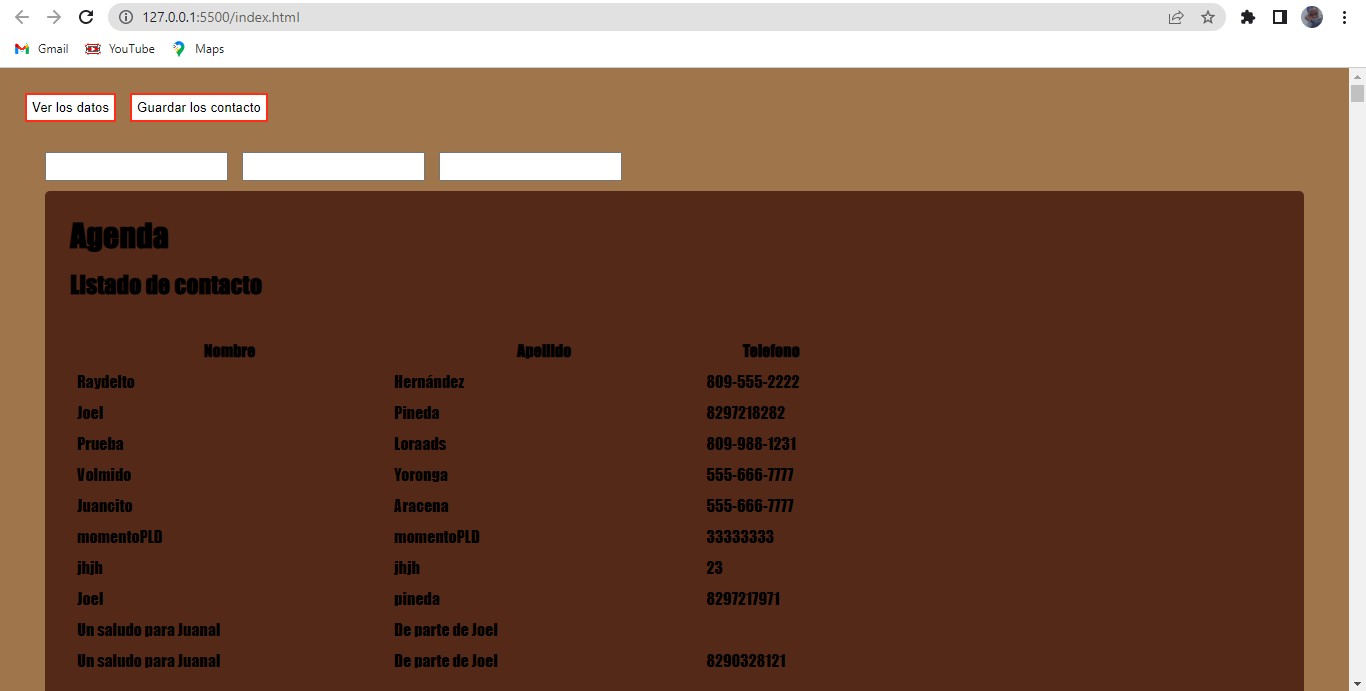 127.0.0.1:5500/index.html
Gmail YouTube Maps
Ver los datos Guardar los contacto
Agenda
Listado de contacto
Nombre Apellido Telefono
Raydelto Hernández 809-555-2222
Joel Pineda 8297218282
Prueba Loraads 809-988-1231
Volmido Yoronga 555-666-7777
Juancito Aracena 555-666-7777
momentoPLD momentoPLD 33333333
jhjh jhjh 23
Joel pineda 8297217971
Un saludo para Juanal De parte de Joel
Un saludo para Juanal De parte de Joel 8290328121